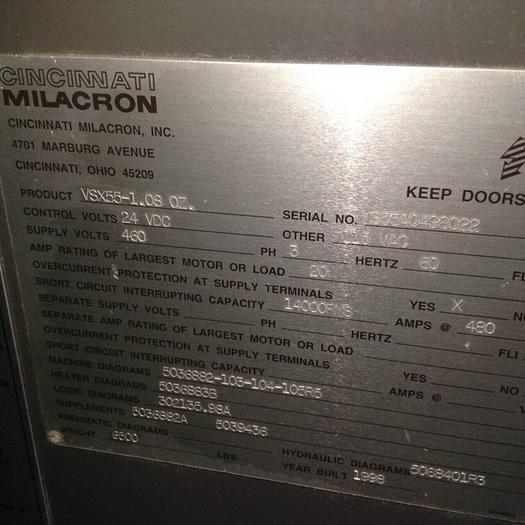 CINCINNATI
MILACRON
CINCINNATI MILACRON, INC.
4701 MARBURG AVENUE
CINCINNATI, OHIO 45209
KEEP DOORS
PRODUCT VSX55-1.08 OZ.
SERIAL NO.
CONTROL VOLTS 24 VDC
OTHER 115 VAC
SUPPLY VOLTS 460 PH 3 HERTZ 60
AMP RATING OF LARGEST MOTOR OR LOAD 20
OVERCURRENT PROTECTION AT SUPPLY TERMINALS YES X
SHORT CIRCUIT INTERRUPTING CAPACITY 14000RMS AMPS @ 480
SEPARATE SUPPLY VOLTS PH HERTZ
SEPARATE AMP RATING OF LARGEST MOTOR OR LOAD
OVERCURRENT PROTECTION AT SUPPLY TERMINALS YES NO
SHORT CIRCUIT INTERRUPTING CAPACITY AMPS @
MACHINE DIAGRAMS 5036882-103-104-105R5
HEATER DIAGRAMS 5036883B
LOGIC DIAGRAMS 302135.98A
SUPPLEMENTS 5036882A 5039436
PNEUMATIC DIAGRAMS HYDRAULIC DIAGRAMS 5068401R3
WEIGHT 6500 LBS. YEAR BUILT 1998